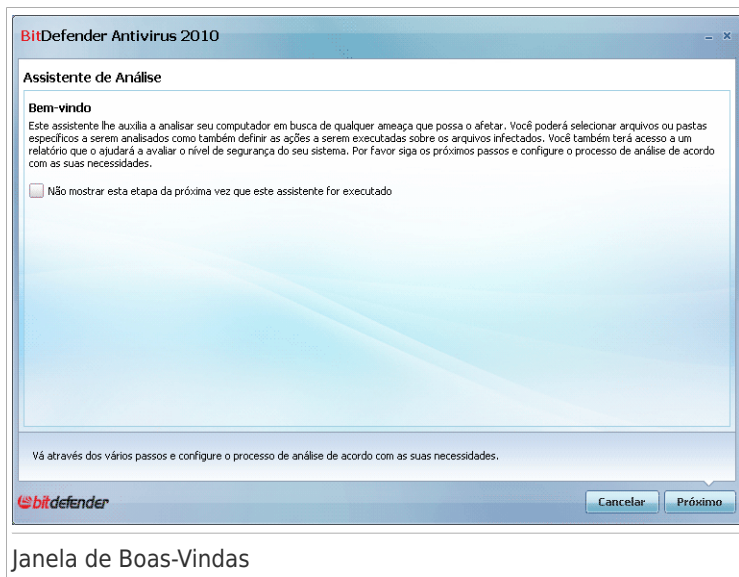 BitDefender Antivirus 2010
Assistente de Análise
Bem-vindo
Este assistente lhe auxilia a analisar seu computador em busca de qualquer ameaça que possa o afetar. Você poderá selecionar arquivos ou pastas
específicos a serem analisados como também definir as ações a serem executadas sobre os arquivos infectados. Você também terá acesso a um
relatório que o ajudará a avaliar o nível de segurança do seu sistema. Por favor siga os próximos passos e configure o processo de análise de acordo
com as suas necessidades.
Não mostrar esta etapa da próxima vez que este assistente for executado
Vá através dos vários passos e configure o processo de análise de acordo com as suas necessidades.
bitdefender
Cancelar Próximo
Janela de Boas-Vindas